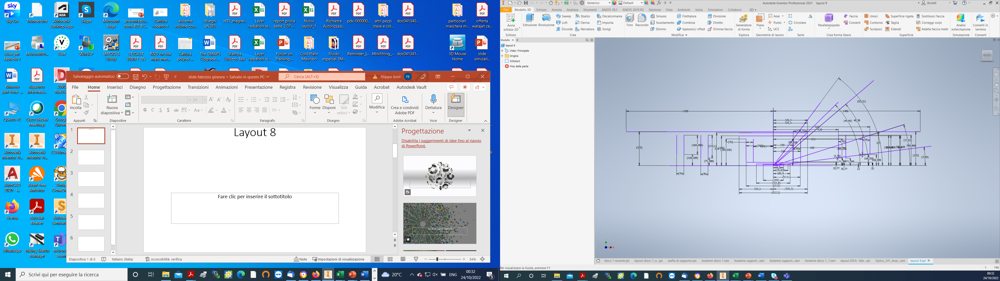 Sky Go
Thunderbird
Autodesk Desktop App
Skype
Microsoft Edge
presentazio... fbosi RD_FC...
Cattura roberto 1
assieme volume col...
disegni LN2P3
HTS_magne...
Layer radiation le...
report prova belle 2 07-...
Nuovi layout_1
Richiesta Autorizzazi...
pdv-000000...
altri pezzi stave e col...
doc041340...
particolari maschera m...
offerta watajet ce...
slide per Fabrizio 1
MicrosoftPr...
Vibe
WinSCP
LMTOOLS Utility
STYCAST 2850FT-EN
R&D on low mass mec...
Cattura polytec ...
The DMAPS Upgrade ...
Stampa Utilizzo Taxi
Layer radiation le...
Forum on Tracking ...
Cold Plate Maurizio
Fluido especial 3M...
Reminder_L...
Minifitting_...
doc041341...
3D Mouse Home
slide simulati...
Rinnovo part-time -...
supporto intermedi...
Questo PC
Cisco Webex Meetings
Autodesk Inventor Pr...
Autodesk Inventor Pr...
AutoCAD 2020 - I...
Avast Free Antivirus
Firefox
Acrobat Reader
WhatsApp
Inkling Sketch Manager
Salvataggio automatico
slide fabrizio ginevra • Salvato in questo PC
Cerca (ALT+X)
filippo bosi
FB
File Home Inserisci Disegno Progettazione Transizioni Animazioni Presentazione Registra Revisione Visualizza Guida Acrobat Autodesk Vault
Incolla
Nuova diapositiva
24
Forme
Disponi
Stili veloci
Modifica
Crea e condividi Adobe PDF
Dettatura
Designer
Appunti
Diapositive
Carattere
Paragrafo
Disegno
Adobe Acrobat
Voce
Designer
1
2
3
4
5
6
Layout 8
Fare clic per inserire il sottotitolo
Progettazione
Disabilita i suggerimenti di idee fino al riavvio
di PowerPoint.
Diapositiva 1 di 6
Italiano (Italia)
Accessibilità: verifica
Note
Impostazioni di visualizzazione
54%
Scrivi qui per eseguire la ricerca
20°C
ENG
00:32
24/10/2022
3
Generico
Default
Autodesk Inventor Professional 2021 layout 9
Accedi
File Modello 3D Schizzo Annota Analizza Strumenti ANSYS 18.1 ANSYS 2019 R2 Gestione Vista Ambienti Inizia Simulation Collabora
Avvia schizzo 2D
Estrusione
Rivoluzione
Sweep
Loft
Elicoide
Sbalzo
Deriva
Nervatura
Decalcomania
Importa
Svolgi
Foro
Raccordo
Smusso
Svuotamento
Sformo
Filettatura
Combina
Ispessisci/ offset
Divisione
Diretto
Elimina faccia
Generatore di forme
Piano
Asse
Punto
UCS
Circolare
Parallelepipedo
Faccia
Converti
Unisci
Contorno
Scolpisci
Superficie rigata
Taglia
Estendi
Sostituisci faccia
Correggi corpi
Adatta faccia mesh
Analisi sollecitazione
Converti in lamiera
Schizzo
Crea
Modifica
Esplora
Geometrie di lavoro
Serie
Crea forma libera
Superficie
Simulazione
Converti
Modello
layout 9
Vista: Principale
Origine
Schizzo1
Fine della parte
FRONTE
(53,31)
1400
1400
326,3
326,3
(44,45)
40,36
920
620
850
(325)
(70)
(184,099)
(219,1)
(255,036)
190
255,036
690
260
(17,52)
290,408
(325)
(7,09)
(106,309)
(71,308)
(5,79)
106,309
106,309
35,77
35,77
12
32
(70)
(70)
96,5
139,839
160,9
257,5
(193)
(321,8)
(515)
326,3
(326,3)
(652,6)
disco 1 recente.ipt
layout disco 1_n...ipt
staffa di supporto.ipt
Assieme disco 1.idw
Assieme support...iam
Assieme support...iam
Assieme disco 1_1.iam
layout IDEA- fabr...ipt
Optics_241_Asse...iam
layout 9.ipt
Per visualizzare la Guida, premere F1
1
196
00:32
24/10/2022